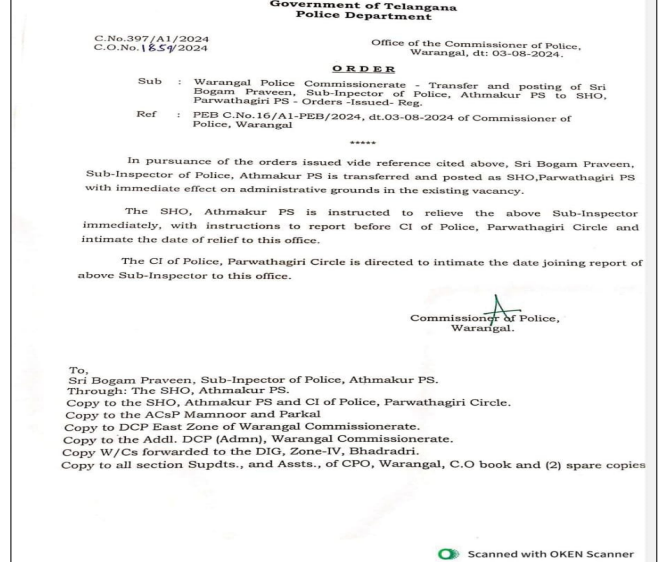 Government of Telangana
Police Department
C.No.397/A1/2024
C.O.No.1859/2024
Office of the Commissioner of Police,
Warangal, dt: 03-08-2024.
ORDER
Sub : Warangal Police Commissionerate - Transfer and posting of Sri
Bogam Praveen, Sub-Inpector of Police, Athmakur PS to SHO,
Parwathagiri PS - Orders -Issued- Reg.
Ref : PEB C.No.16/A1-PEB/2024, dt.03-08-2024 of Commissioner of
Police, Warangal
*****
In pursuance of the orders issued vide reference cited above, Sri Bogam Praveen,
Sub-Inspector of Police, Athmakur PS is transferred and posted as SHO,Parwathagiri PS
with immediate effect on administrative grounds in the existing vacancy.
The SHO, Athmakur PS is instructed to relieve the above Sub-Inspector
immediately, with instructions to report before CI of Police, Parwathagiri Circle and
intimate the date of relief to this office.
The CI of Police, Parwathagiri Circle is directed to intimate the date joining report of
above Sub-Inspector to this office.
Commissioner of Police,
Warangal.
To,
Sri Bogam Praveen, Sub-Inpector of Police, Athmakur PS.
Through: The SHO, Athmakur PS.
Copy to the SHO, Athmakur PS and CI of Police, Parwathagiri Circle.
Copy to the ACsP Mamnoor and Parkal
Copy to DCP East Zone of Warangal Commissionerate.
Copy to the Addl. DCP (Admn), Warangal Commissionerate.
Copy W/Cs forwarded to the DIG, Zone-IV, Bhadradri.
Copy to all section Supdts., and Assts., of CPO, Warangal, C.O book and (2) spare copies
Scanned with OKEN Scanner